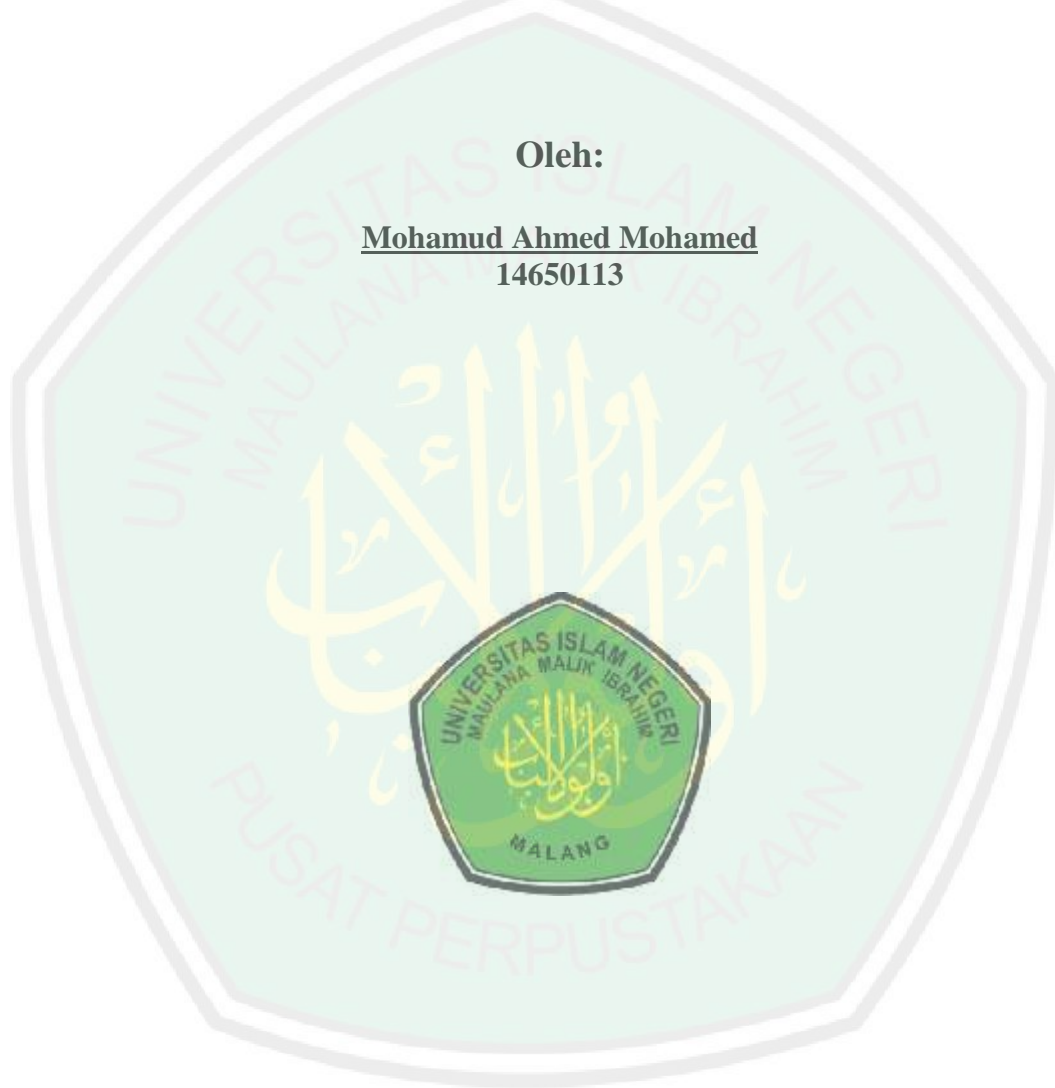 Oleh:
Mohamud Ahmed Mohamed
14650113
UNIVERSITAS ISLAM NEGERI
MAULANA MALIK IBRAHIM
PUSAT PERPUSTAKAAN
UNIVERSITAS ISLAM NEGERI
MAULANA MALIK IBRAHIM
MALANG